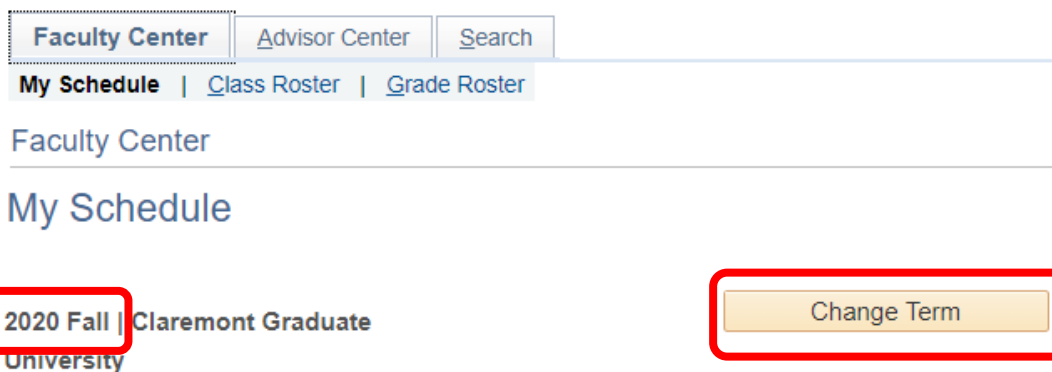 Faculty Center Advisor Center Search
My Schedule | Class Roster | Grade Roster
Faculty Center
My Schedule
2020 Fall | Claremont Graduate
University
Change Term